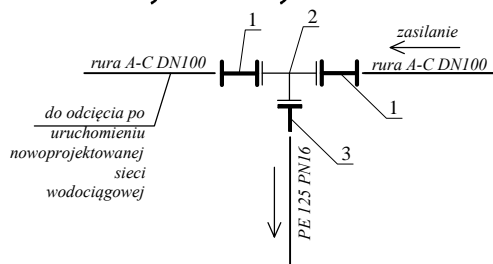 1
2
zasilanie
rura A-C DN100
rura A-C DN100
1
do odcięcia po
uruchomieniu
nowoprojektowanej
sieci
wodociągowej
3
PE 125 PN16